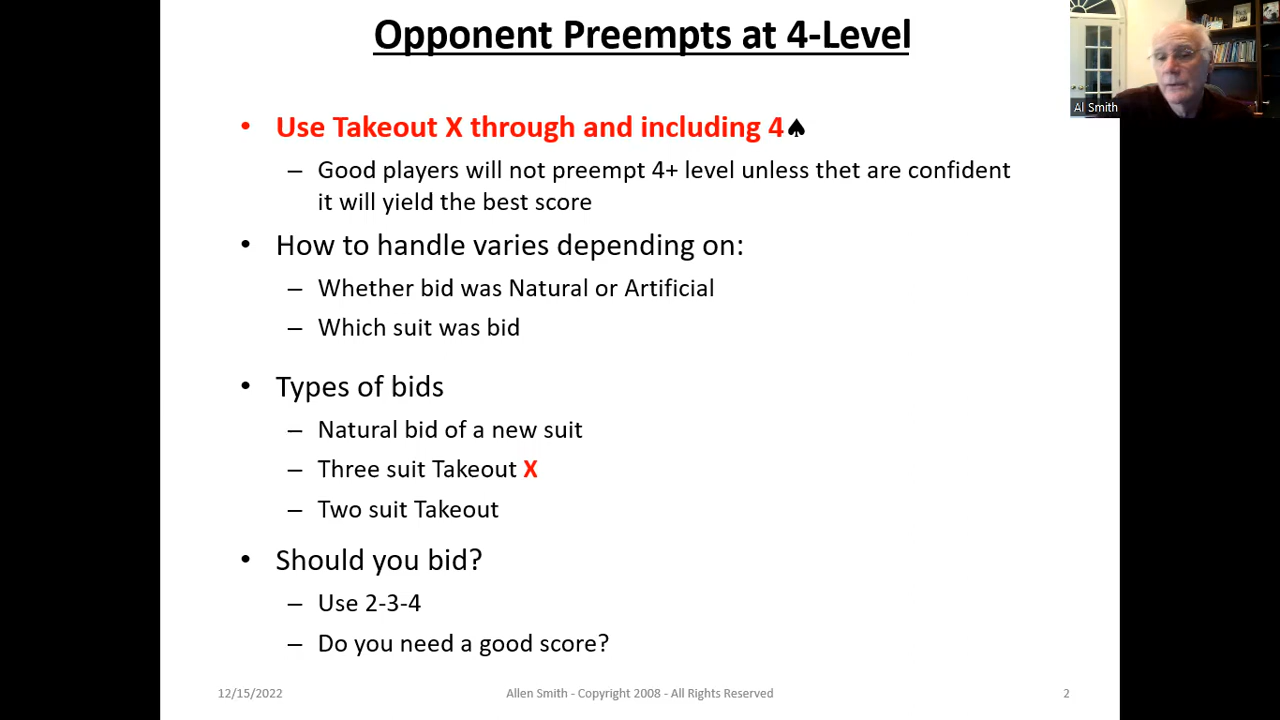 Opponent Preempts at 4-Level
• Use Takeout X through and including 4♠
– Good players will not preempt 4+ level unless thet are confident
it will yield the best score
• How to handle varies depending on:
– Whether bid was Natural or Artificial
– Which suit was bid
• Types of bids
– Natural bid of a new suit
– Three suit Takeout X
– Two suit Takeout
• Should you bid?
– Use 2-3-4
– Do you need a good score?
12/15/2022
Allen Smith - Copyright 2008 - All Rights Reserved
2
Al Smith